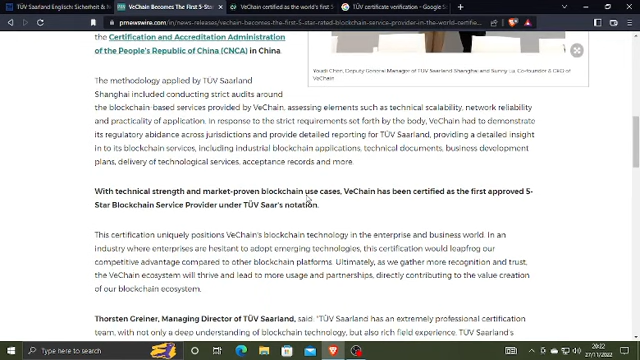 TÜV Saarland Englisch Sicherheit & N
VeChain Becomes The First 5-Star
VeChain certified as the world's first 5
TÜV certificate verification - Google S
prnewswire.com/in/news-releases/vechain-becomes-the-first-5-star-rated-blockchain-service-provider-in-the-world-certifie...
the Certification and Accreditation Administration
of the People's Republic of China (CNCA) in China
Youdi Chen, Deputy General Manager of TÜV Saarland Shanghai and Sunny Lu, Co-founder & CEO of
VeChain
The methodology applied by TÜV Saarland
Shanghai included conducting strict audits around
the blockchain-based services provided by VeChain, assessing elements such as technical scalability, network reliability
and practicality of application. In response to the strict requirements set forth by the body, VeChain had to demonstrate
its regulatory abidance across jurisdictions and provide detailed reporting for TÜV Saarland, providing a detailed insight
in to its blockchain services, including industrial blockchain applications, technical documents, business development
plans, delivery of technological services, acceptance records and more.
With technical strength and market-proven blockchain use cases, VeChain has been certified as the first approved 5-
Star Blockchain Service Provider under TÜV Saar's notation.
This certification uniquely positions VeChain's blockchain technology in the enterprise and business world. In an
industry where enterprises are hesitant to adopt emerging technologies, this certification would leapfrog our
competitive advantage compared to other blockchain platforms. Ultimately, as we gather more recognition and trust,
the VeChain ecosystem will thrive and lead to more usage and partnerships, directly contributing to the value creation
of our blockchain ecosystem.
Thorsten Greiner, Managing Director of TÜV Saarland, said: "TÜV Saarland has an extremely professional certification
team, with not only a deep understanding of blockchain technology, but also rich field experience. TÜV Saarland's
Type here to search
20:22
27/11/2022